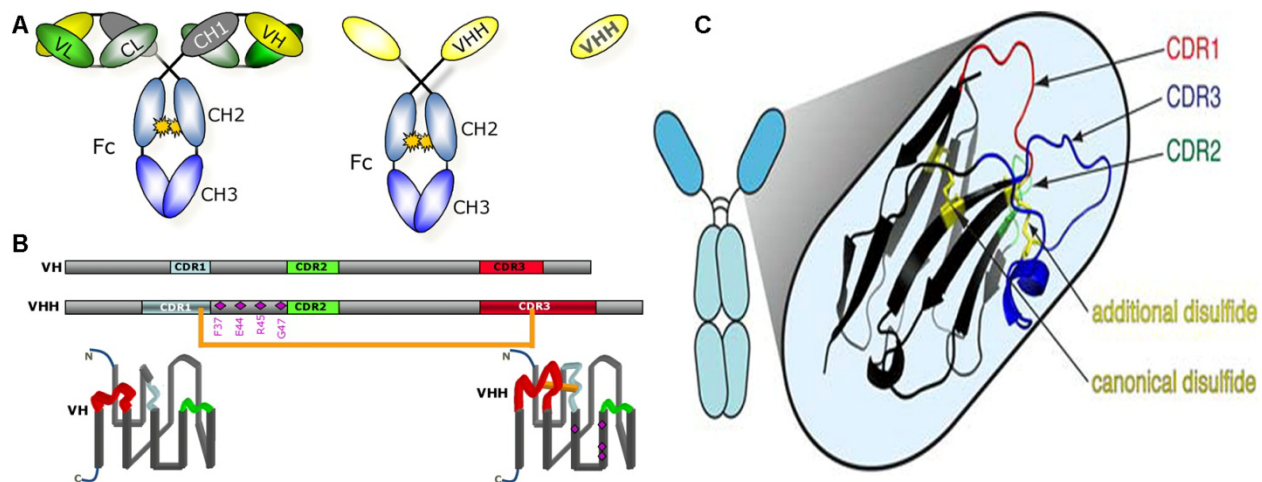 A
VL
CL
CH1
VH
CH2
Fc
CH3
VHH
CH2
Fc
CH3
VHH
B
VH
CDR1
CDR2
CDR3
VHH
CDR1
F37
E44
R45
G47
CDR2
CDR3
N
VH
C
N
VHH
C
C
CDR1
CDR3
CDR2
additional disulfide
canonical disulfide